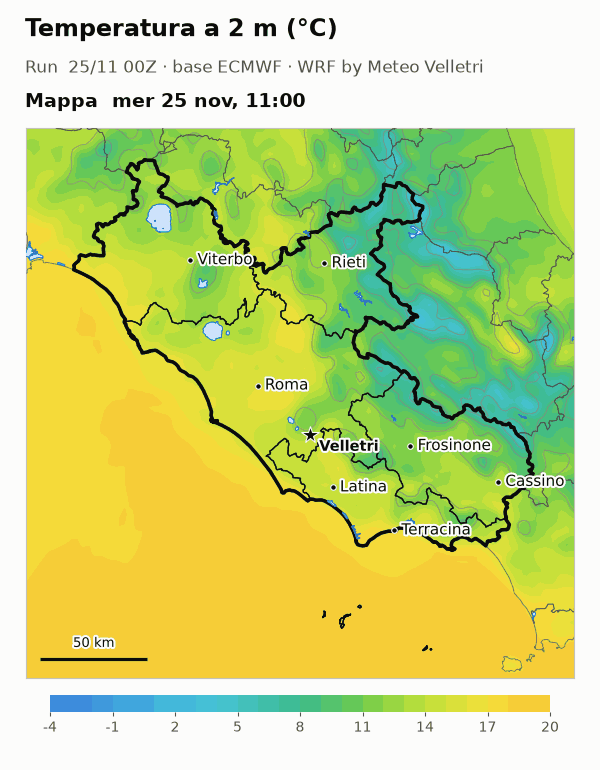 Temperatura a 2 m (°C)
Run  25/11 00Z · base ECMWF · WRF by Meteo Velletri
Mappa  mer 25 nov, 11:00
Viterbo
Rieti
Roma
Velletri
Frosinone
Latina
Cassino
Terracina
50 km
-4 -1 2 5 8 11 14 17 20